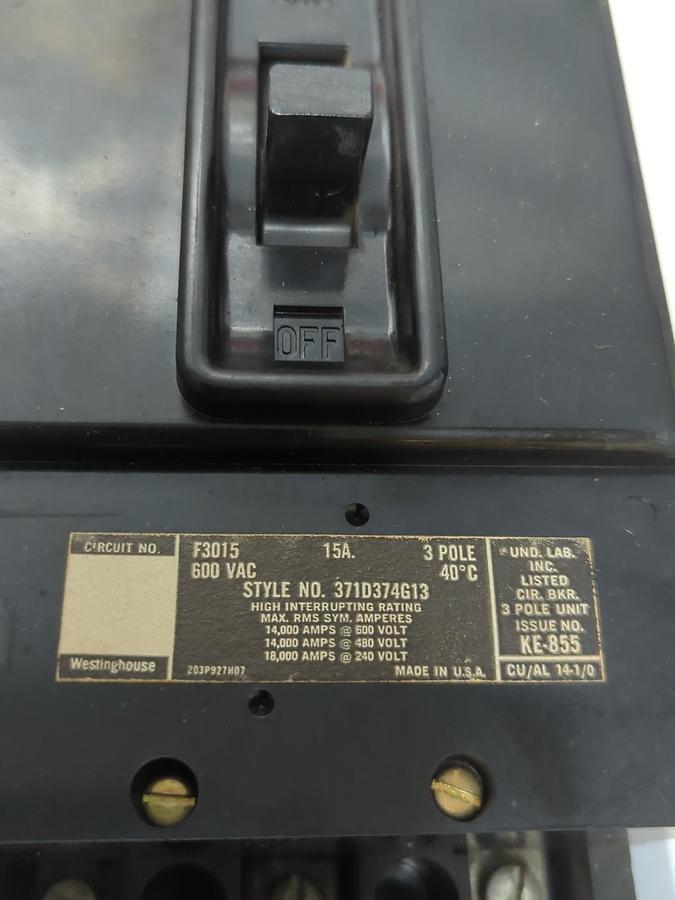 OFF
CIRCUIT NO.
Westinghouse
F3015 15A. 3 POLE
600 VAC 40°C
STYLE NO. 371D374G13
HIGH INTERRUPTING RATING
MAX. RMS SYM. AMPERES
14,000 AMPS @ 600 VOLT
14,000 AMPS @ 480 VOLT
18,000 AMPS @ 240 VOLT
203P927H07 MADE IN U.S.A.
UND. LAB.
INC.
LISTED
CIR. BKR.
3 POLE UNIT
ISSUE NO.
KE-855
CU/AL 14-1/0